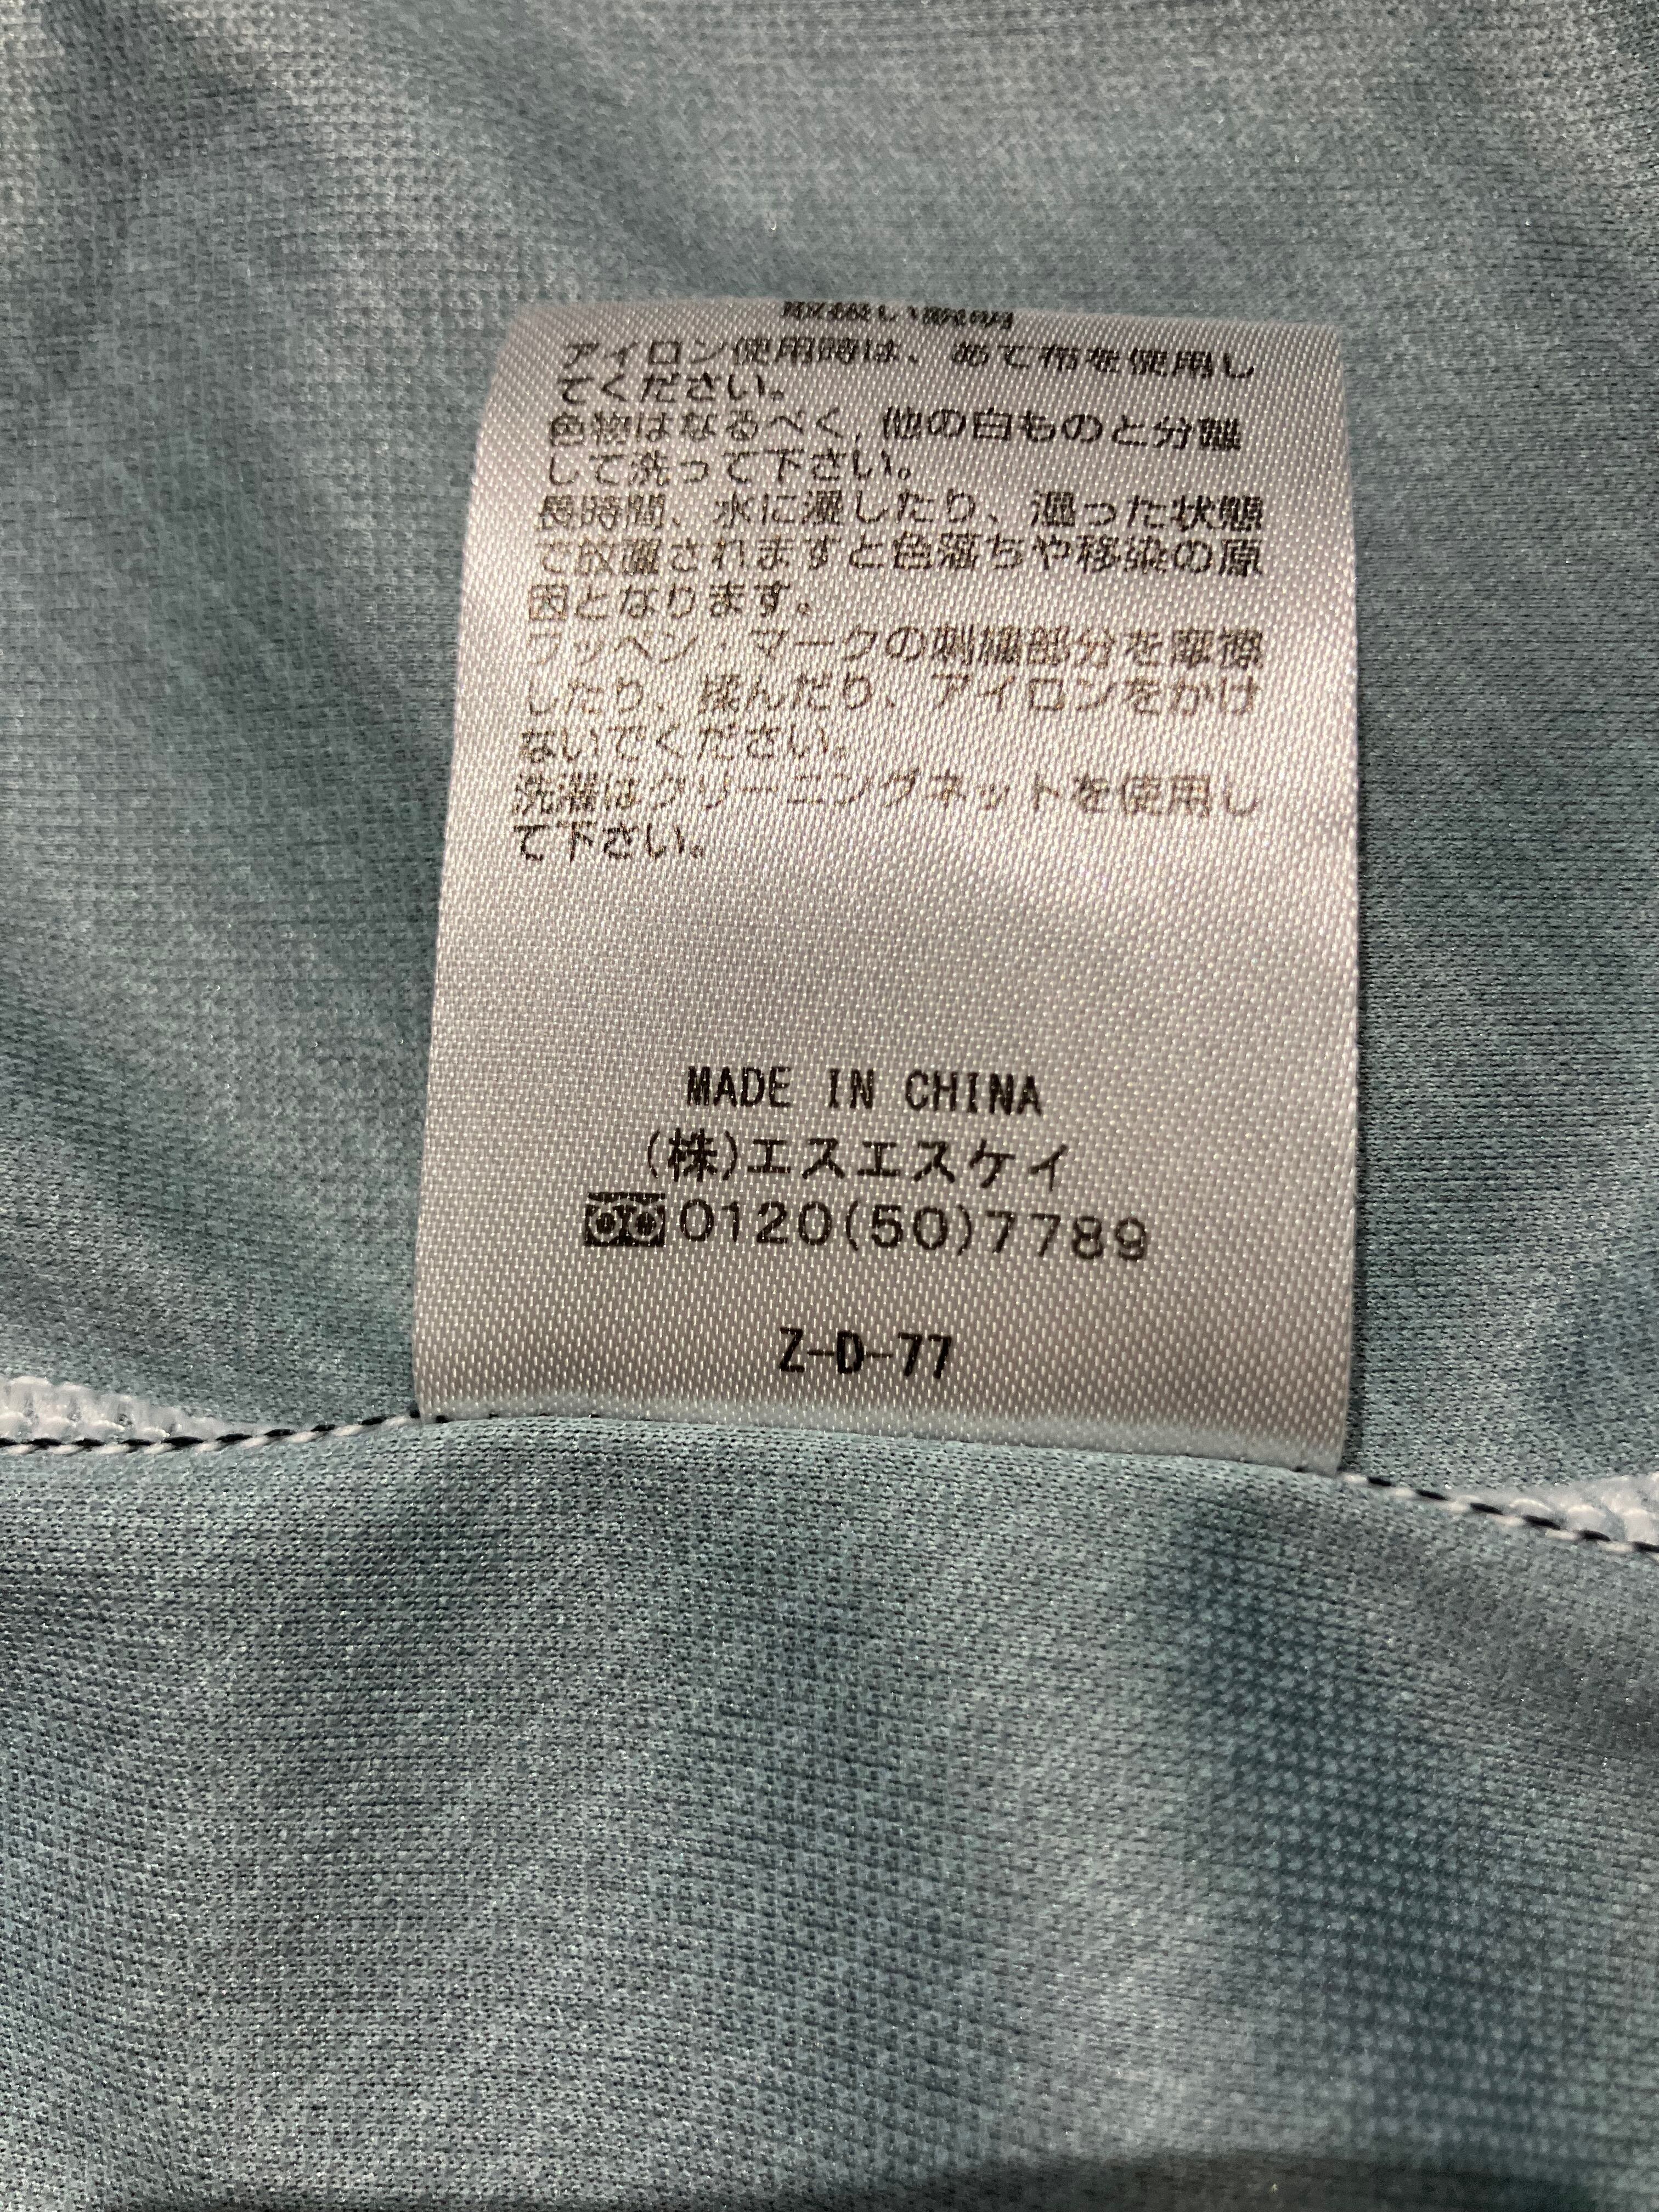 取扱い説明
アイロン使用時は、あて布を使用し
てください。
色物はなるべく,他の白ものと分離
して洗って下さい。
長時間、水に浸したり、湿った状態
で放置されますと色落ちや移染の原
因となります。
ワッペン・マークの刺繍部分を摩擦
したり、揉んだり、アイロンをかけ
ないでください。
洗濯はクリーニングネットを使用し
て下さい。
MADE IN CHINA
(株)エスエスケイ
0120(50)7789
Z-D-77